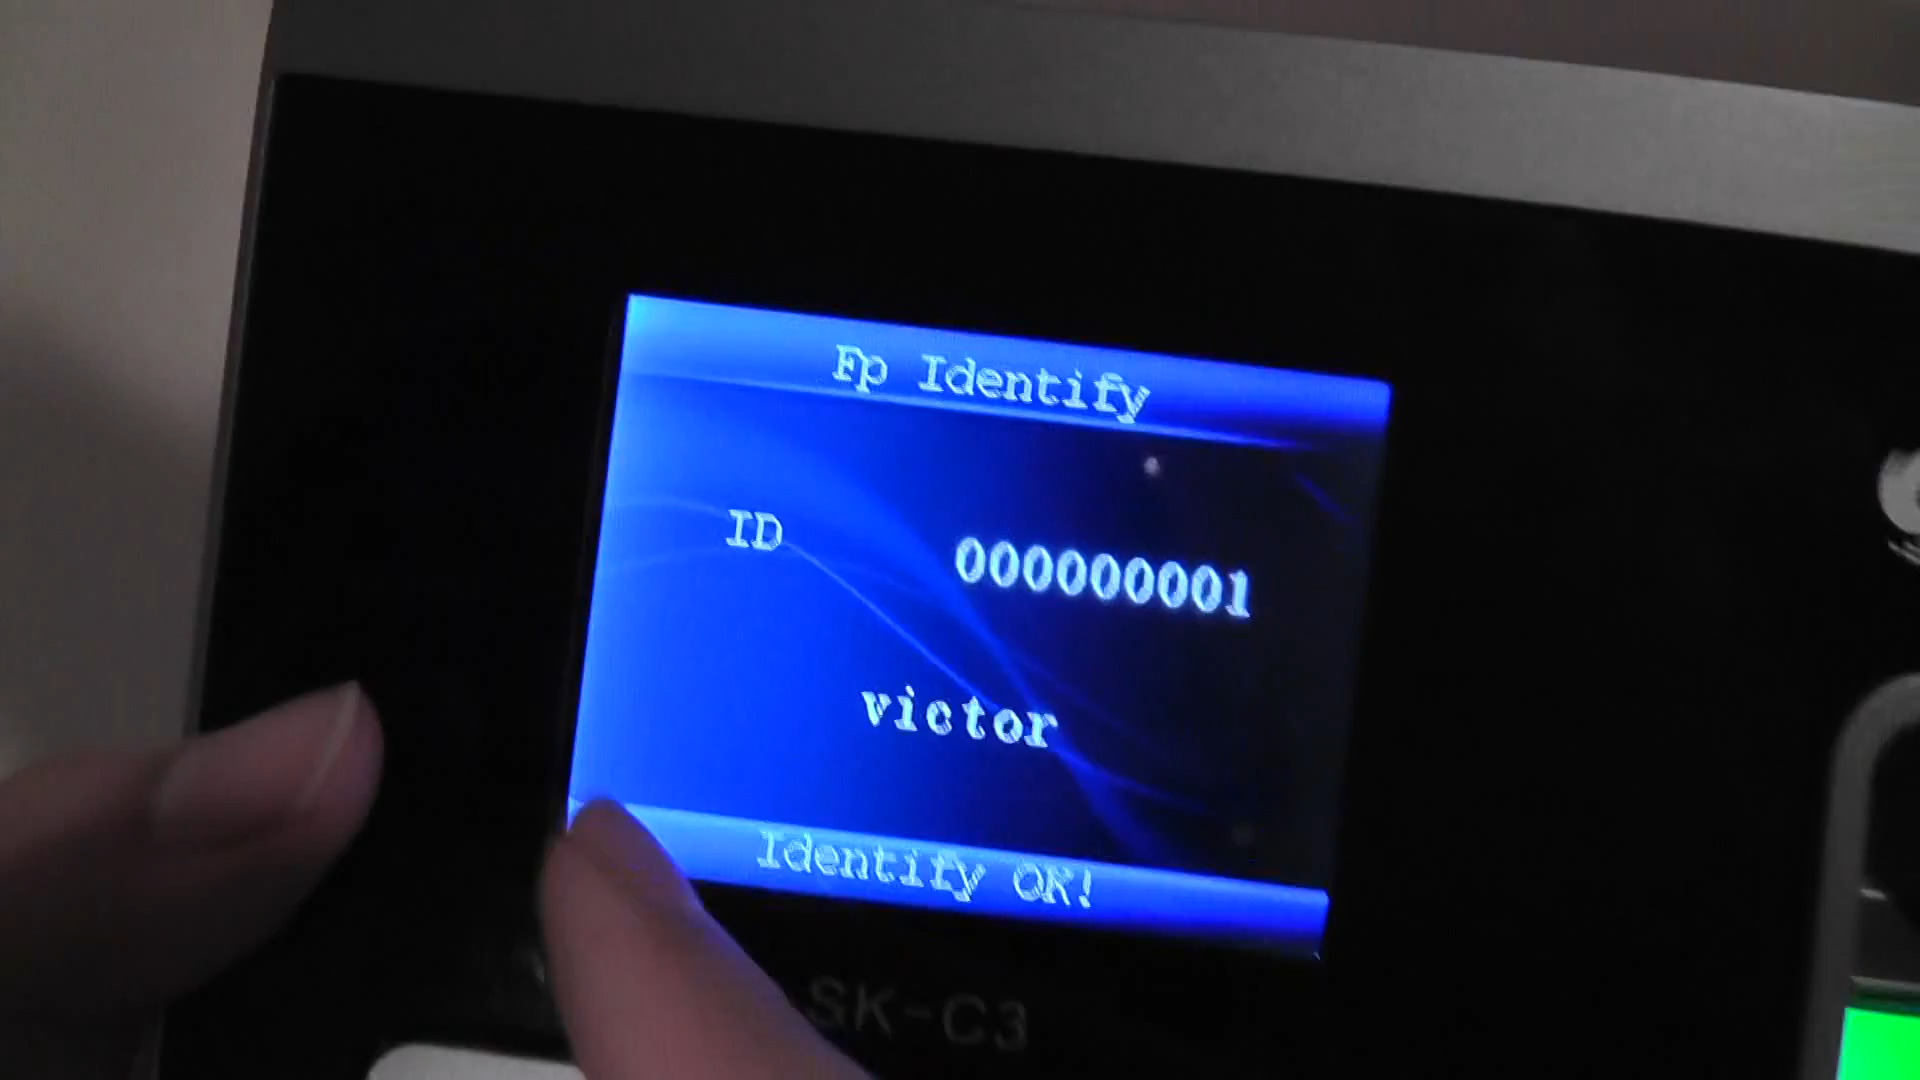 Fp Identify
ID 000000001
victor
Identify OK!
SK-C3